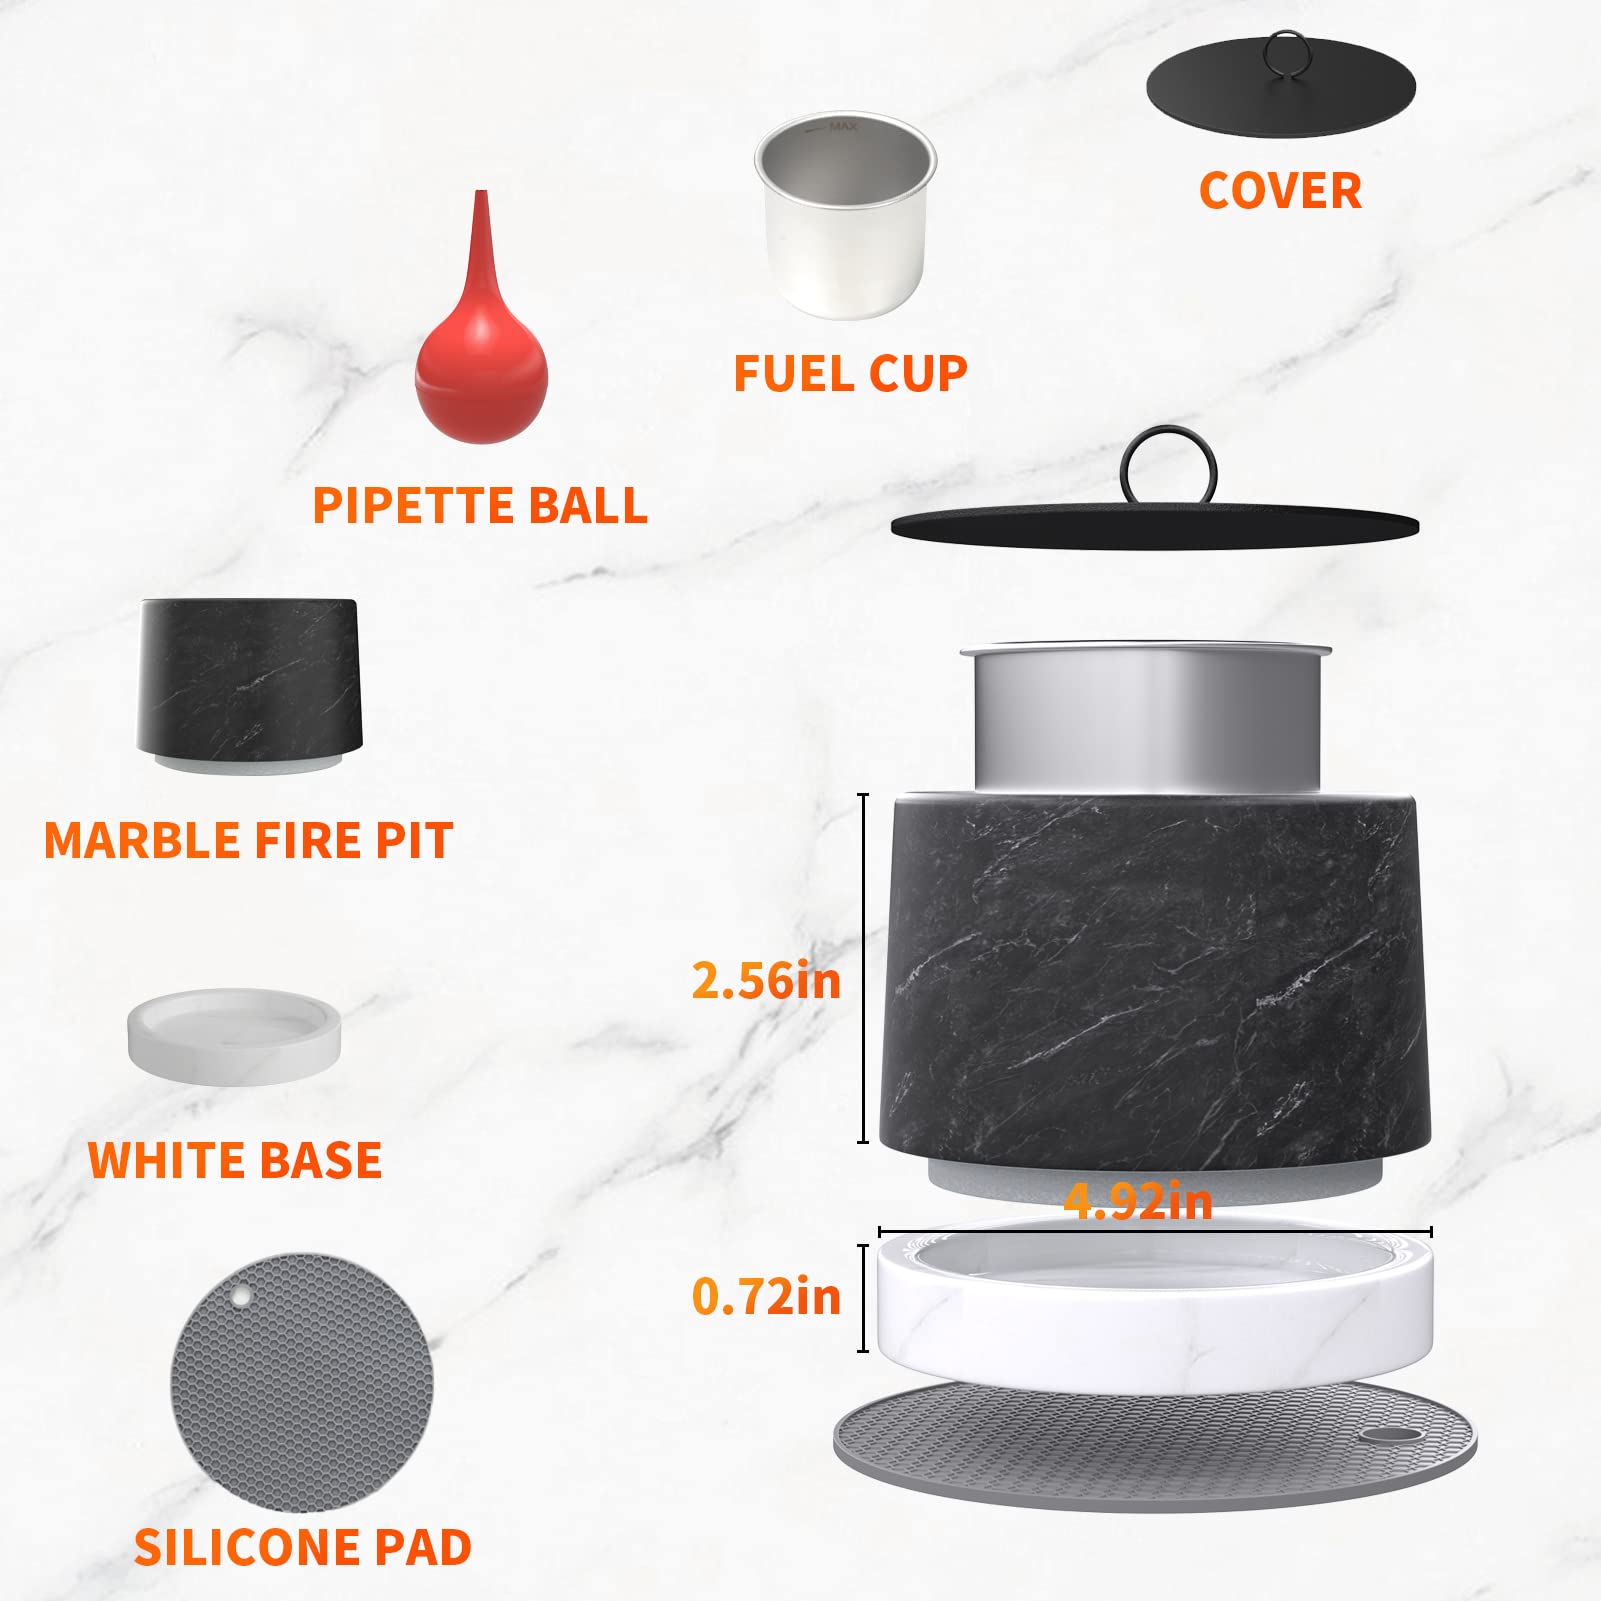 COVER
MAX
FUEL CUP
PIPETTE BALL
MARBLE FIRE PIT
2.56in
WHITE BASE
4.92in
0.72in
SILICONE PAD